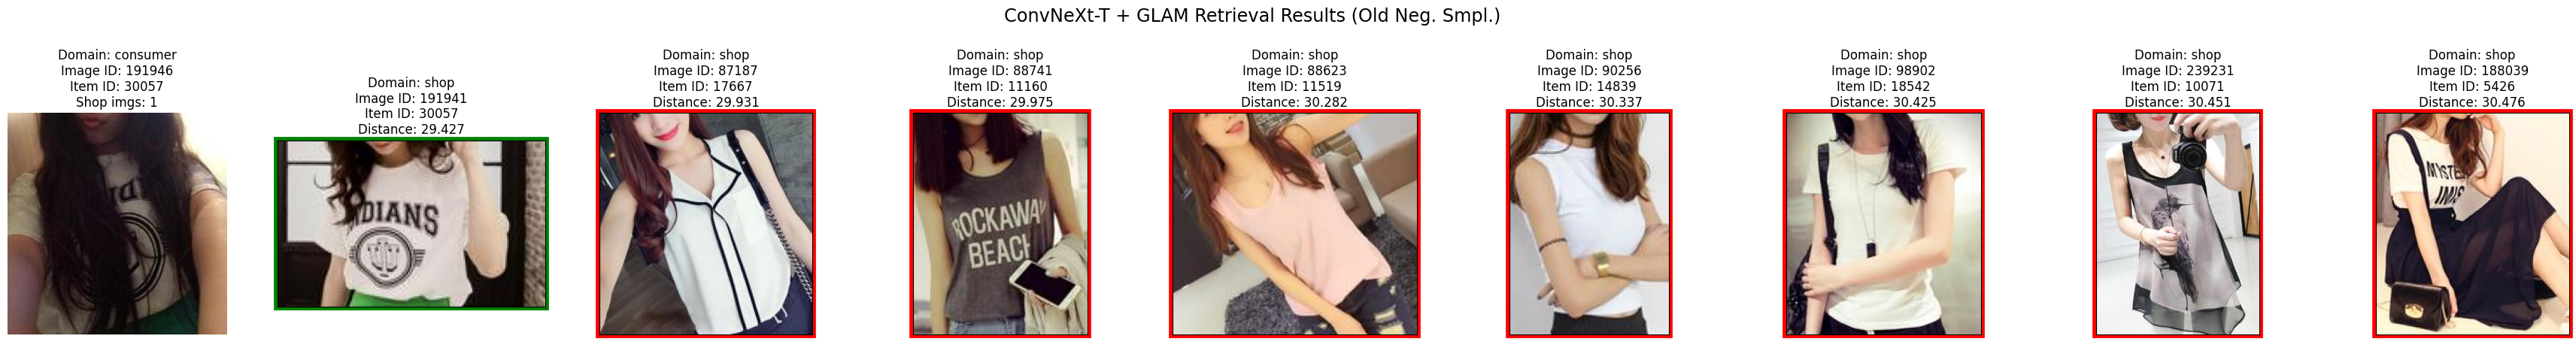 ConvNeXt-T + GLAM Retrieval Results (Old Neg. Smpl.)
Domain: consumer
Image ID: 191946
Item ID: 30057
Shop imgs: 1
Domain: shop
Image ID: 191941
Item ID: 30057
Distance: 29.427
DIANS
Domain: shop
Image ID: 87187
Item ID: 17667
Distance: 29.931
Domain: shop
Image ID: 88741
Item ID: 11160
Distance: 29.975
ROCKAWAY
BEACH
Domain: shop
Image ID: 88623
Item ID: 11519
Distance: 30.282
Domain: shop
Image ID: 90256
Item ID: 14839
Distance: 30.337
Domain: shop
Image ID: 98902
Item ID: 18542
Distance: 30.425
Domain: shop
Image ID: 239231
Item ID: 10071
Distance: 30.451
Domain: shop
Image ID: 188039
Item ID: 5426
Distance: 30.476
MYSTE